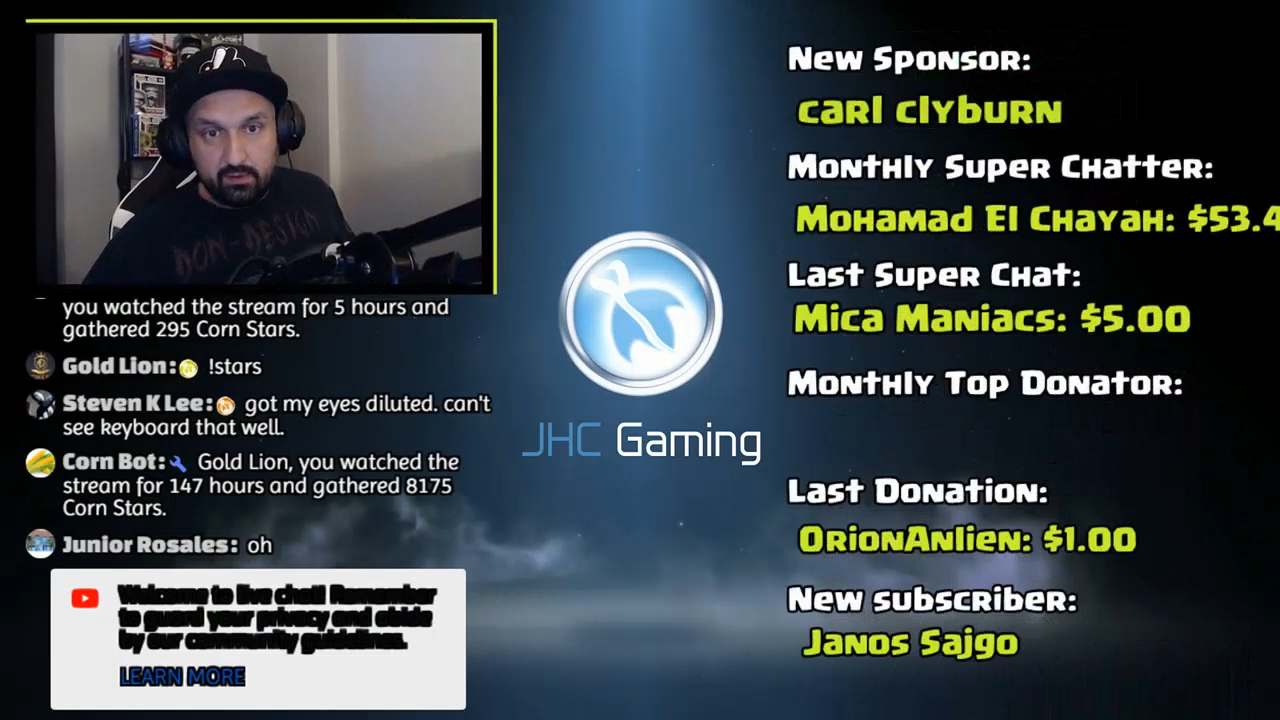 DON-DESIGN
you watched the stream for 5 hours and
gathered 295 Corn Stars.
Gold Lion: !stars
Steven K Lee: got my eyes diluted. can't
see keyboard that well.
Corn Bot: Gold Lion, you watched the
stream for 147 hours and gathered 8175
Corn Stars.
Junior Rosales: oh
Welcome to live chat! Remember
to guard your privacy and abide
by our community guidelines.
LEARN MORE
JHC Gaming
New Sponsor:
carl clyburn
Monthly Super Chatter:
Mohamad El Chayah: $53.4
Last Super Chat:
Mica Maniacs: $5.00
Monthly Top Donator:
Last Donation:
OrionAnlien: $1.00
New subscriber:
Janos Sajgo